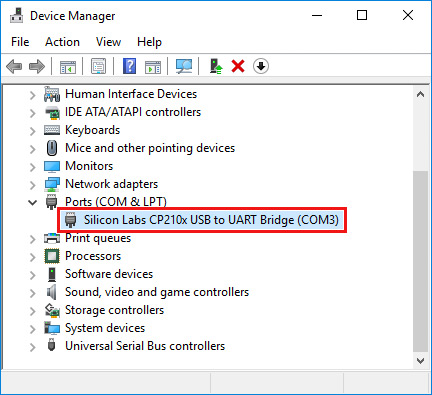 Device Manager
File Action View Help
Human Interface Devices
IDE ATA/ATAPI controllers
Keyboards
Mice and other pointing devices
Monitors
Network adapters
Ports (COM & LPT)
Silicon Labs CP210x USB to UART Bridge (COM3)
Print queues
Processors
Software devices
Sound, video and game controllers
Storage controllers
System devices
Universal Serial Bus controllers